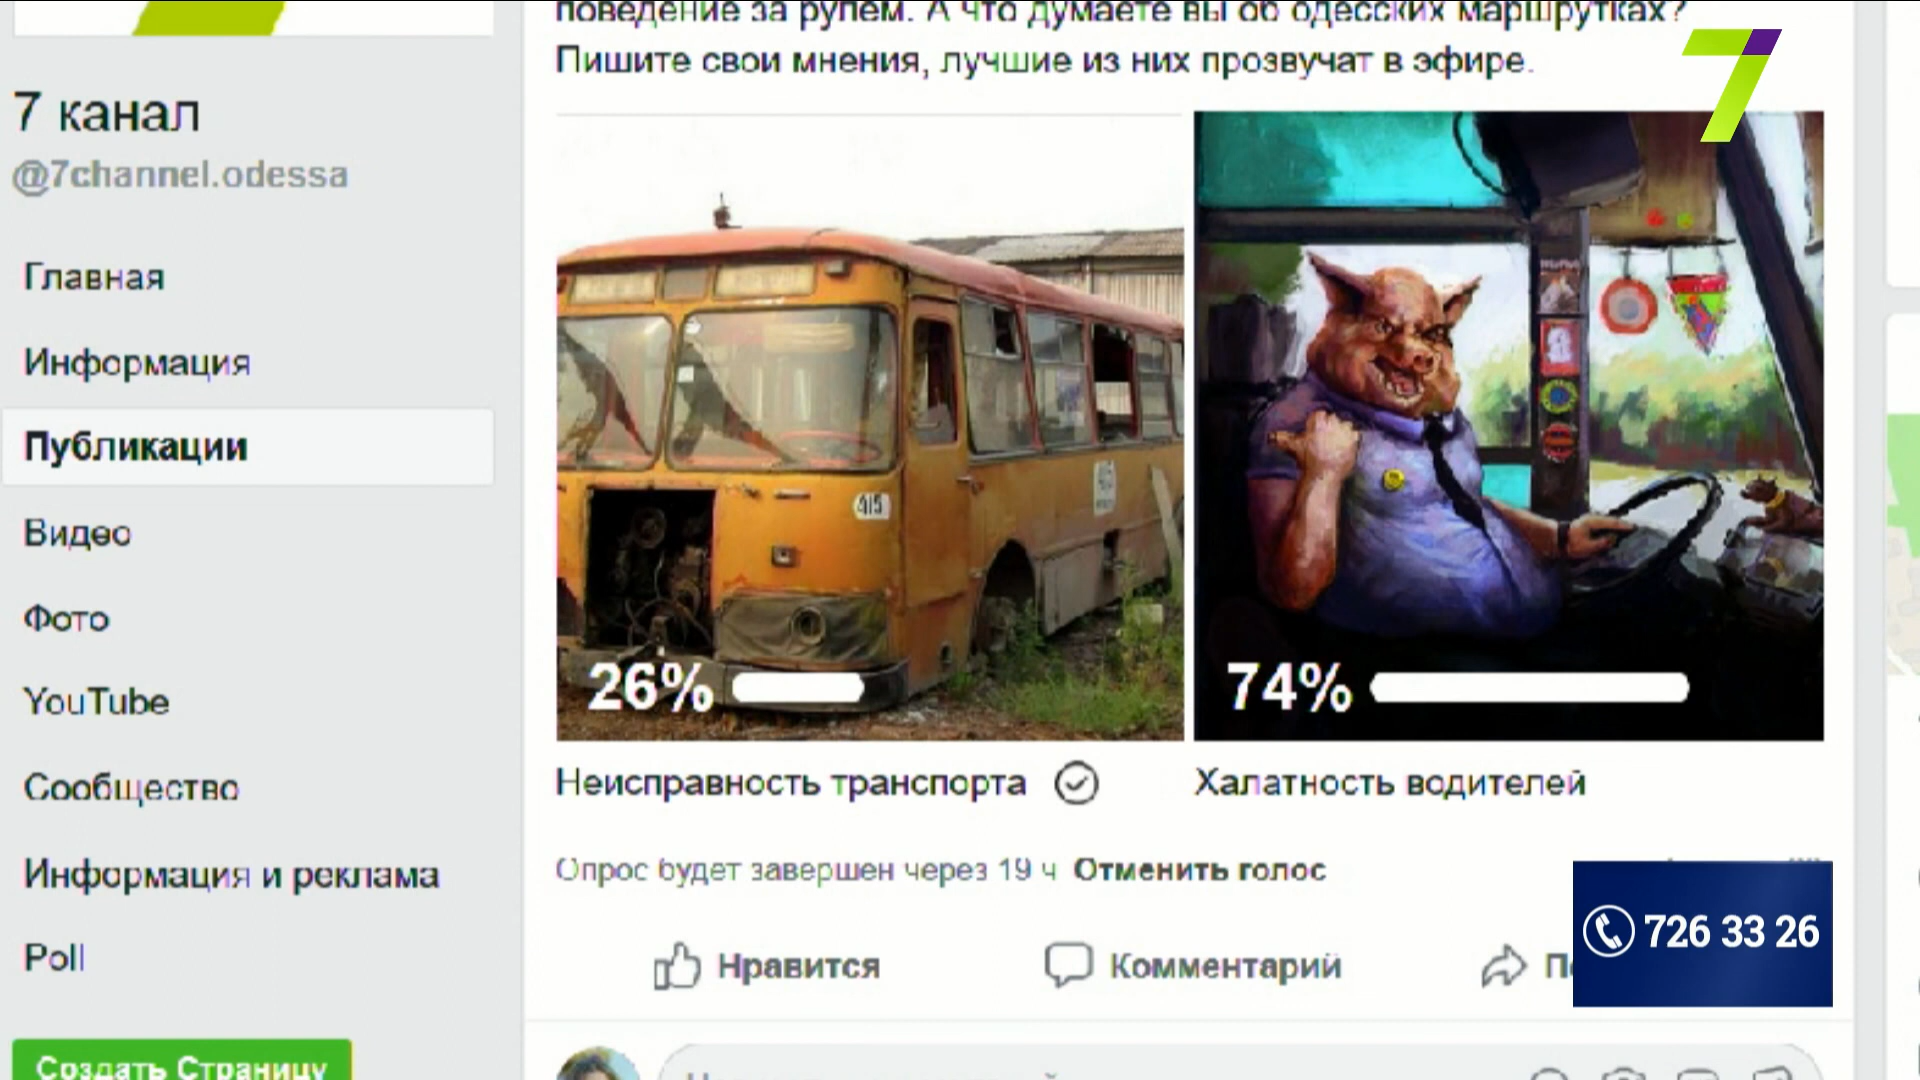 поведение за рулем. А что думаете вы об одесских маршрутках?
Пишите свои мнения, лучшие из них прозвучат в эфире.
7
7 канал
@7channel.odessa
Главная
Информация
Публикации
Видео
Фото
YouTube
Сообщество
Информация и реклама
Poll
Создать Страницу
415
26%
74%
Неисправность транспорта
Халатность водителей
Опрос будет завершен через 19 ч Отменить голос
Нравится
Комментарий
726 33 26